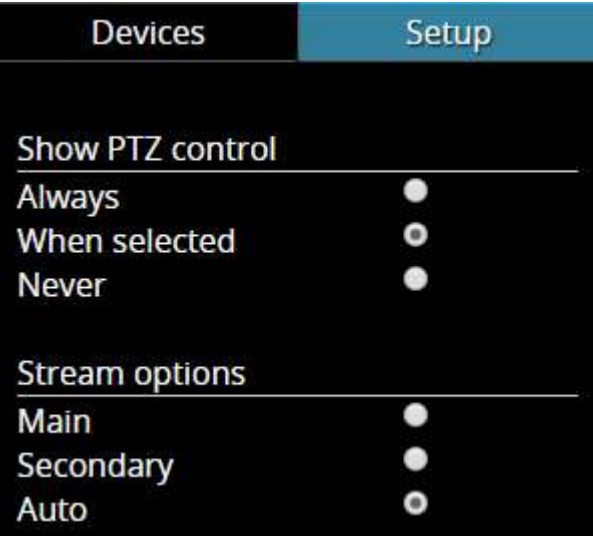 Devices Setup
Show PTZ control
Always
When selected
Never
Stream options
Main
Secondary
Auto